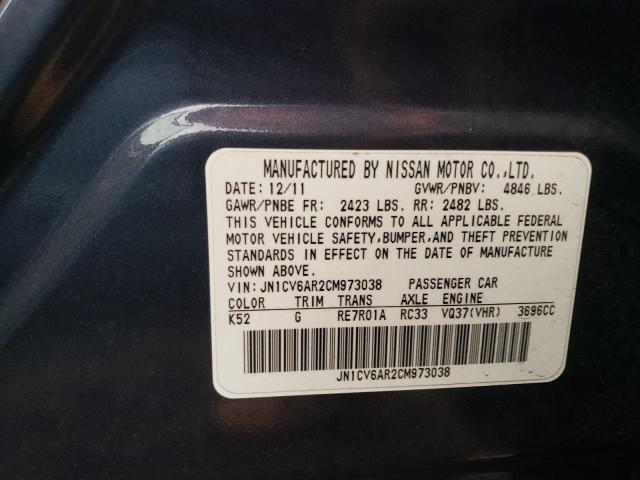 MANUFACTURED BY NISSAN MOTOR CO.,LTD.
DATE: 12/11 GVWR/PNBV: 4846 LBS.
GAWR/PNBE FR: 2423 LBS. RR: 2482 LBS.
THIS VEHICLE CONFORMS TO ALL APPLICABLE FEDERAL
MOTOR VEHICLE SAFETY,BUMPER,AND THEFT PREVENTION
STANDARDS IN EFFECT ON THE DATE OF MANUFACTURE
SHOWN ABOVE.
VIN: JN1CV6AR2CM973038 PASSENGER CAR
COLOR TRIM TRANS AXLE ENGINE
K52 G RE7R01A RC33 VQ37(VHR) 3696CC
JN1CV6AR2CM973038